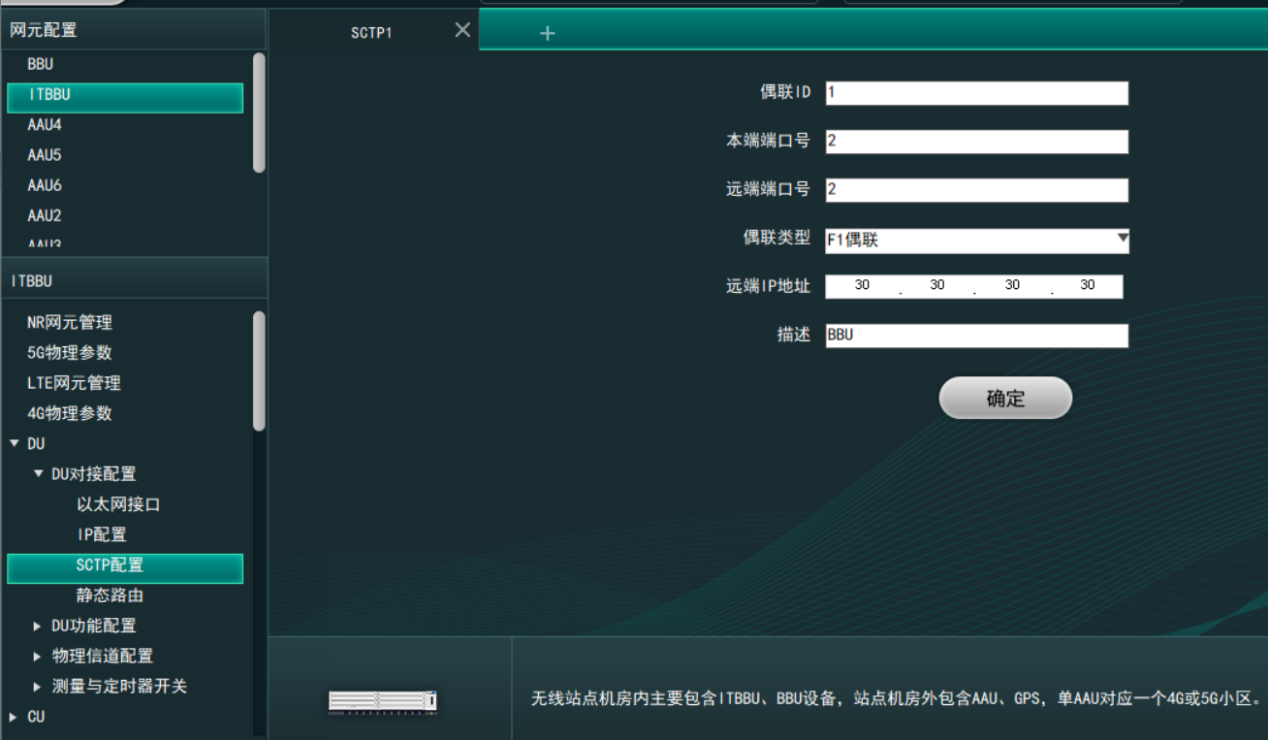 网元配置
BBU
ITBBU
AAU4
AAU5
AAU6
AAU2
ITBBU
NR网元管理
5G物理参数
LTE网元管理
4G物理参数
DU
DU对接配置
以太网接口
IP配置
SCTP配置
静态路由
DU功能配置
物理信道配置
测量与定时器开关
CU
SCTP1
偶联ID 1
本端端口号 2
远端端口号 2
偶联类型 F1偶联
远端IP地址 30 . 30 . 30 . 30
描述 BBU
确定
无线站点机房内主要包含ITBBU、BBU设备，站点机房外包含AAU、GPS，单AAU对应一个4G或5G小区。